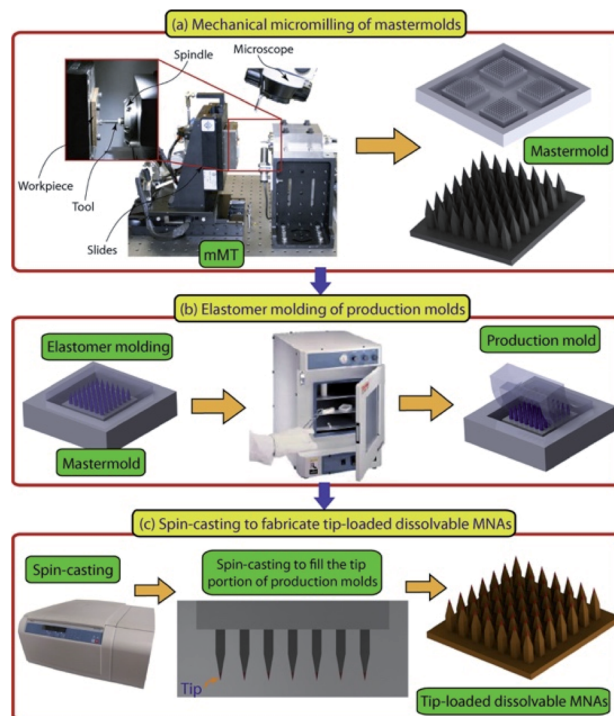 (a) Mechanical micromilling of mastermolds
Microscope
Spindle
Workpiece
Tool
Slides
mMT
Mastermold
(b) Elastomer molding of production molds
Elastomer molding
Mastermold
Production mold
(c) Spin-casting to fabricate tip-loaded dissolvable MNAs
Spin-casting
Spin-casting to fill the tip
portion of production molds
Tip
Tip-loaded dissolvable MNAs